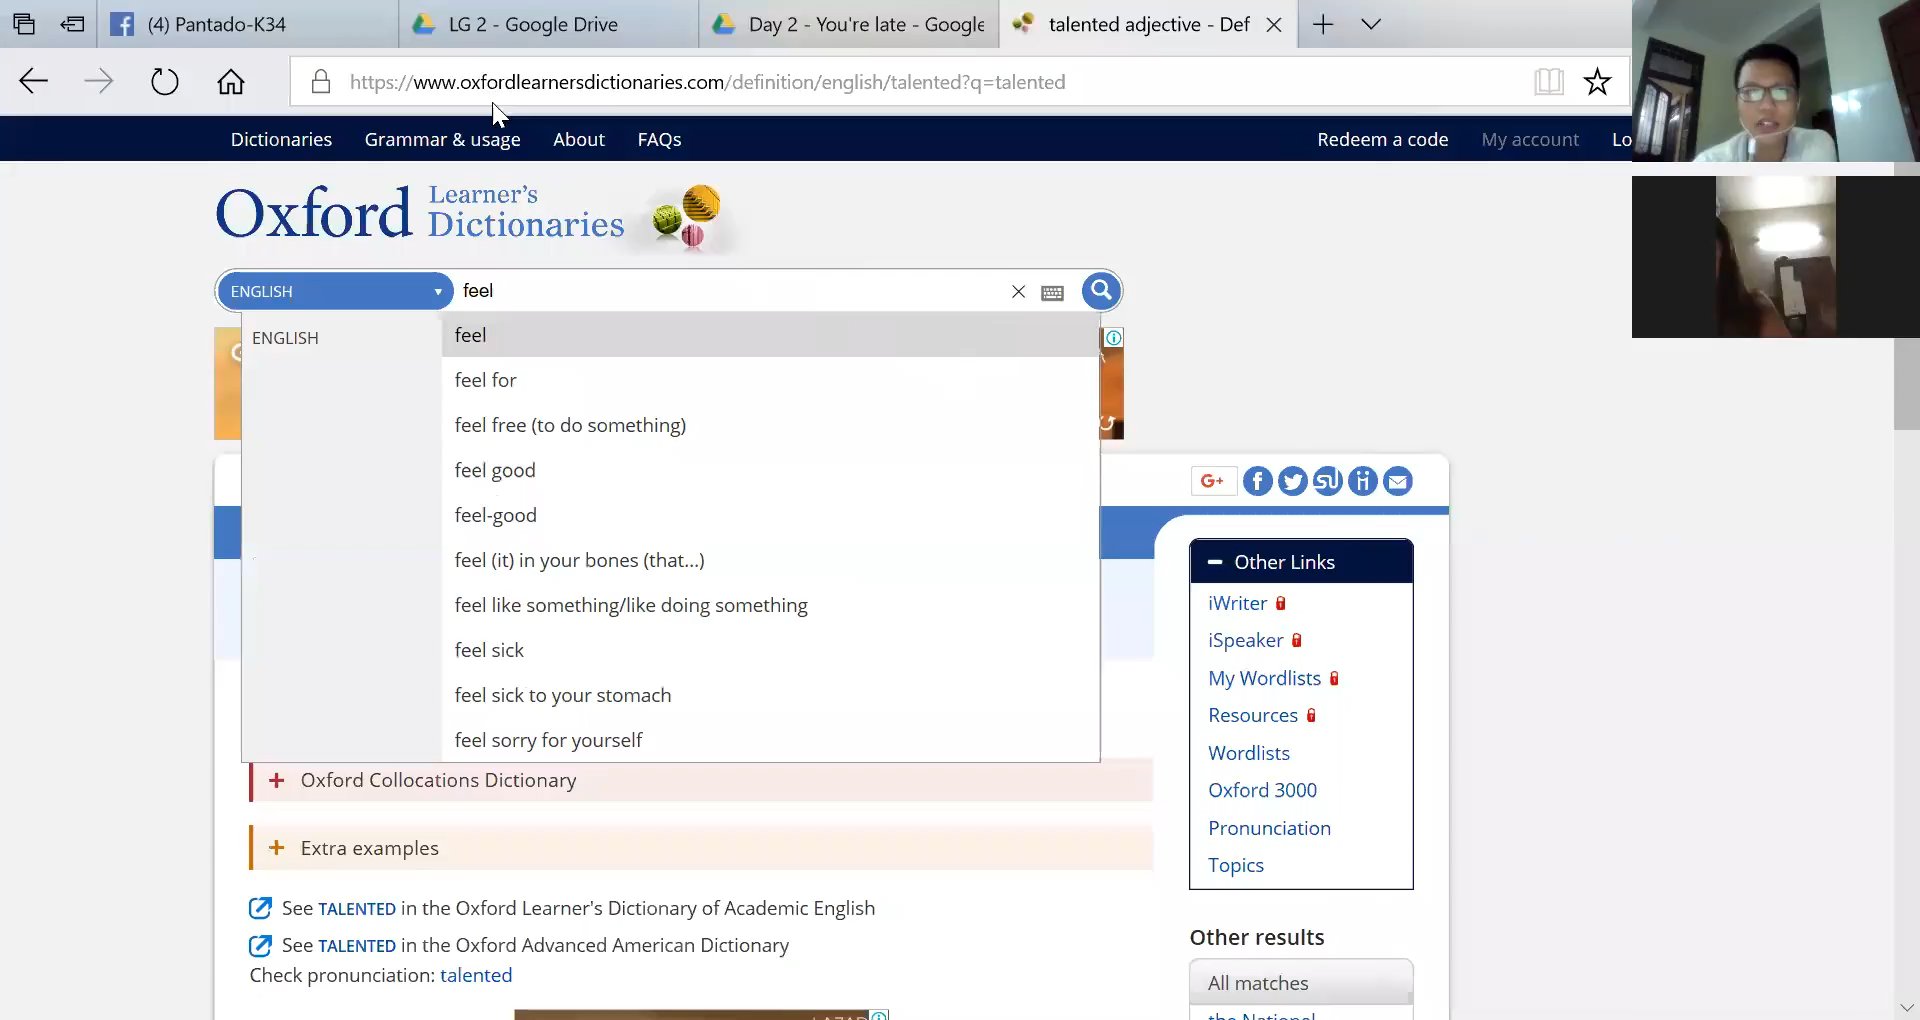 (4) Pantado-K34
LG 2 - Google Drive
Day 2 - You're late - Google
talented adjective - Def
https://www.oxfordlearnersdictionaries.com/definition/english/talented?q=talented
Dictionaries
Grammar & usage
About
FAQs
Redeem a code
My account
Lo
Oxford Learner's Dictionaries
ENGLISH
feel
ENGLISH
feel
feel for
feel free (to do something)
feel good
feel-good
feel (it) in your bones (that...)
feel like something/like doing something
feel sick
feel sick to your stomach
feel sorry for yourself
G+
Other Links
iWriter
iSpeaker
My Wordlists
Resources
Wordlists
Oxford 3000
Pronunciation
Topics
Oxford Collocations Dictionary
Extra examples
See TALENTED in the Oxford Learner's Dictionary of Academic English
See TALENTED in the Oxford Advanced American Dictionary
Check pronunciation: talented
Other results
All matches
the National